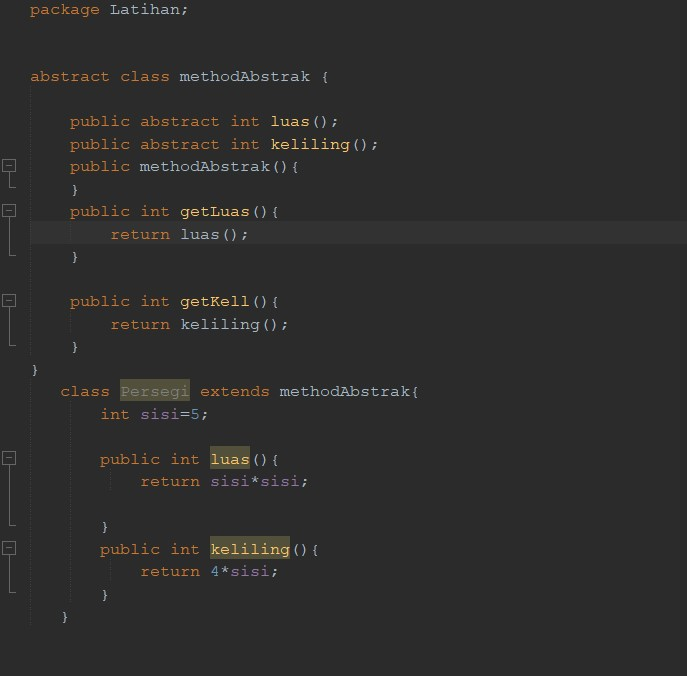 package Latihan;
abstract class methodAbstrak {
public abstract int luas();
public abstract int keliling();
public methodAbstrak(){
}
public int getLuas(){
return luas();
}
public int getKell(){
return keliling();
}
}
class Persegi extends methodAbstrak{
int sisi=5;
public int luas(){
return sisi*sisi;
}
public int keliling(){
return 4*sisi;
}
}